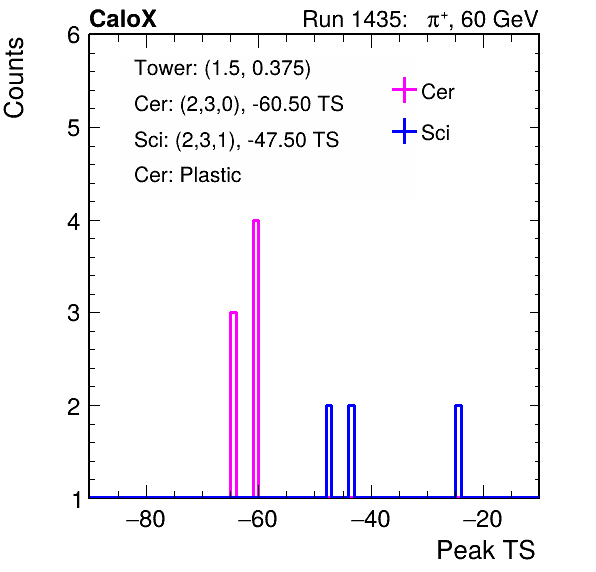 CaloX Run 1435: π⁺, 60 GeV
Counts
Tower: (1.5, 0.375)
Cer: (2,3,0), -60.50 TS
Sci: (2,3,1), -47.50 TS
Cer: Plastic
Cer
Sci
6
5
4
3
2
1
−80 −60 −40 −20
Peak TS